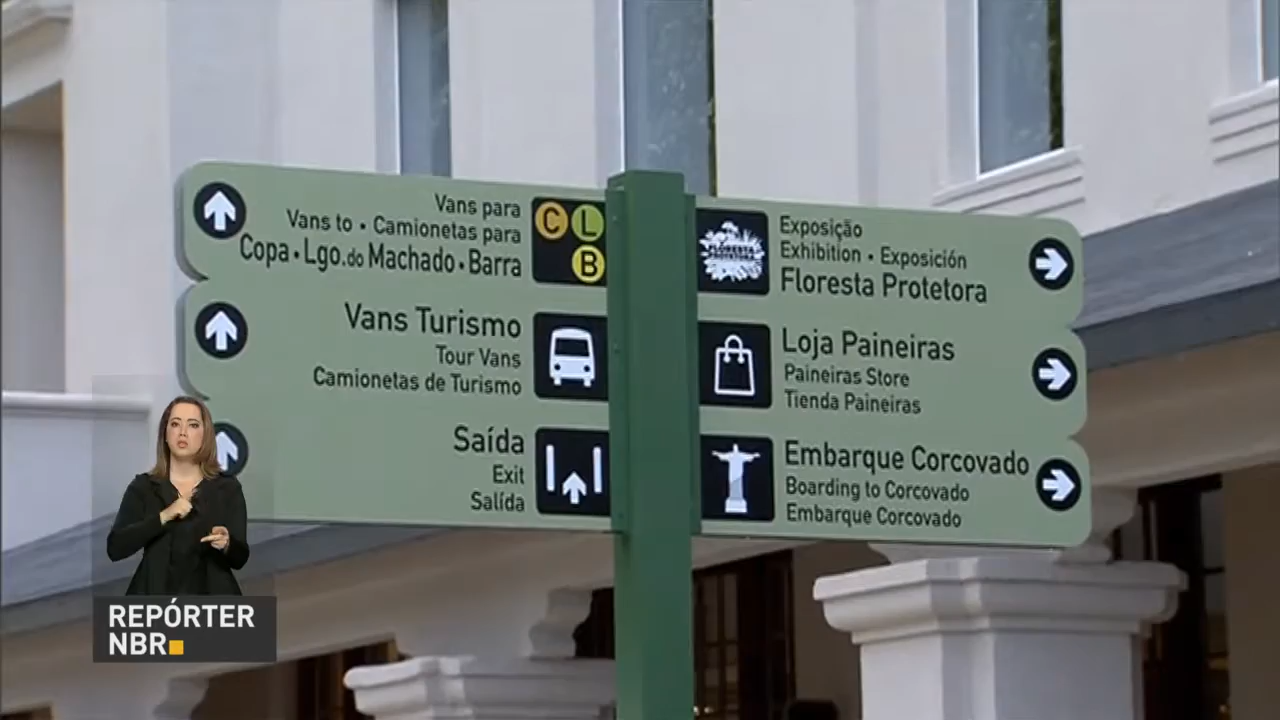 Vans para
Vans to • Camionetas para
Copa • Lgo.do Machado • Barra
C L
B
Vans Turismo
Tour Vans
Camionetas de Turismo
Saída
Exit
Salída
FLORESTA
PROTETORA
Exposição
Exhibition • Exposición
Floresta Protetora
Loja Paineiras
Paineiras Store
Tienda Paineiras
Embarque Corcovado
Boarding to Corcovado
Embarque Corcovado
REPÓRTER
NBR